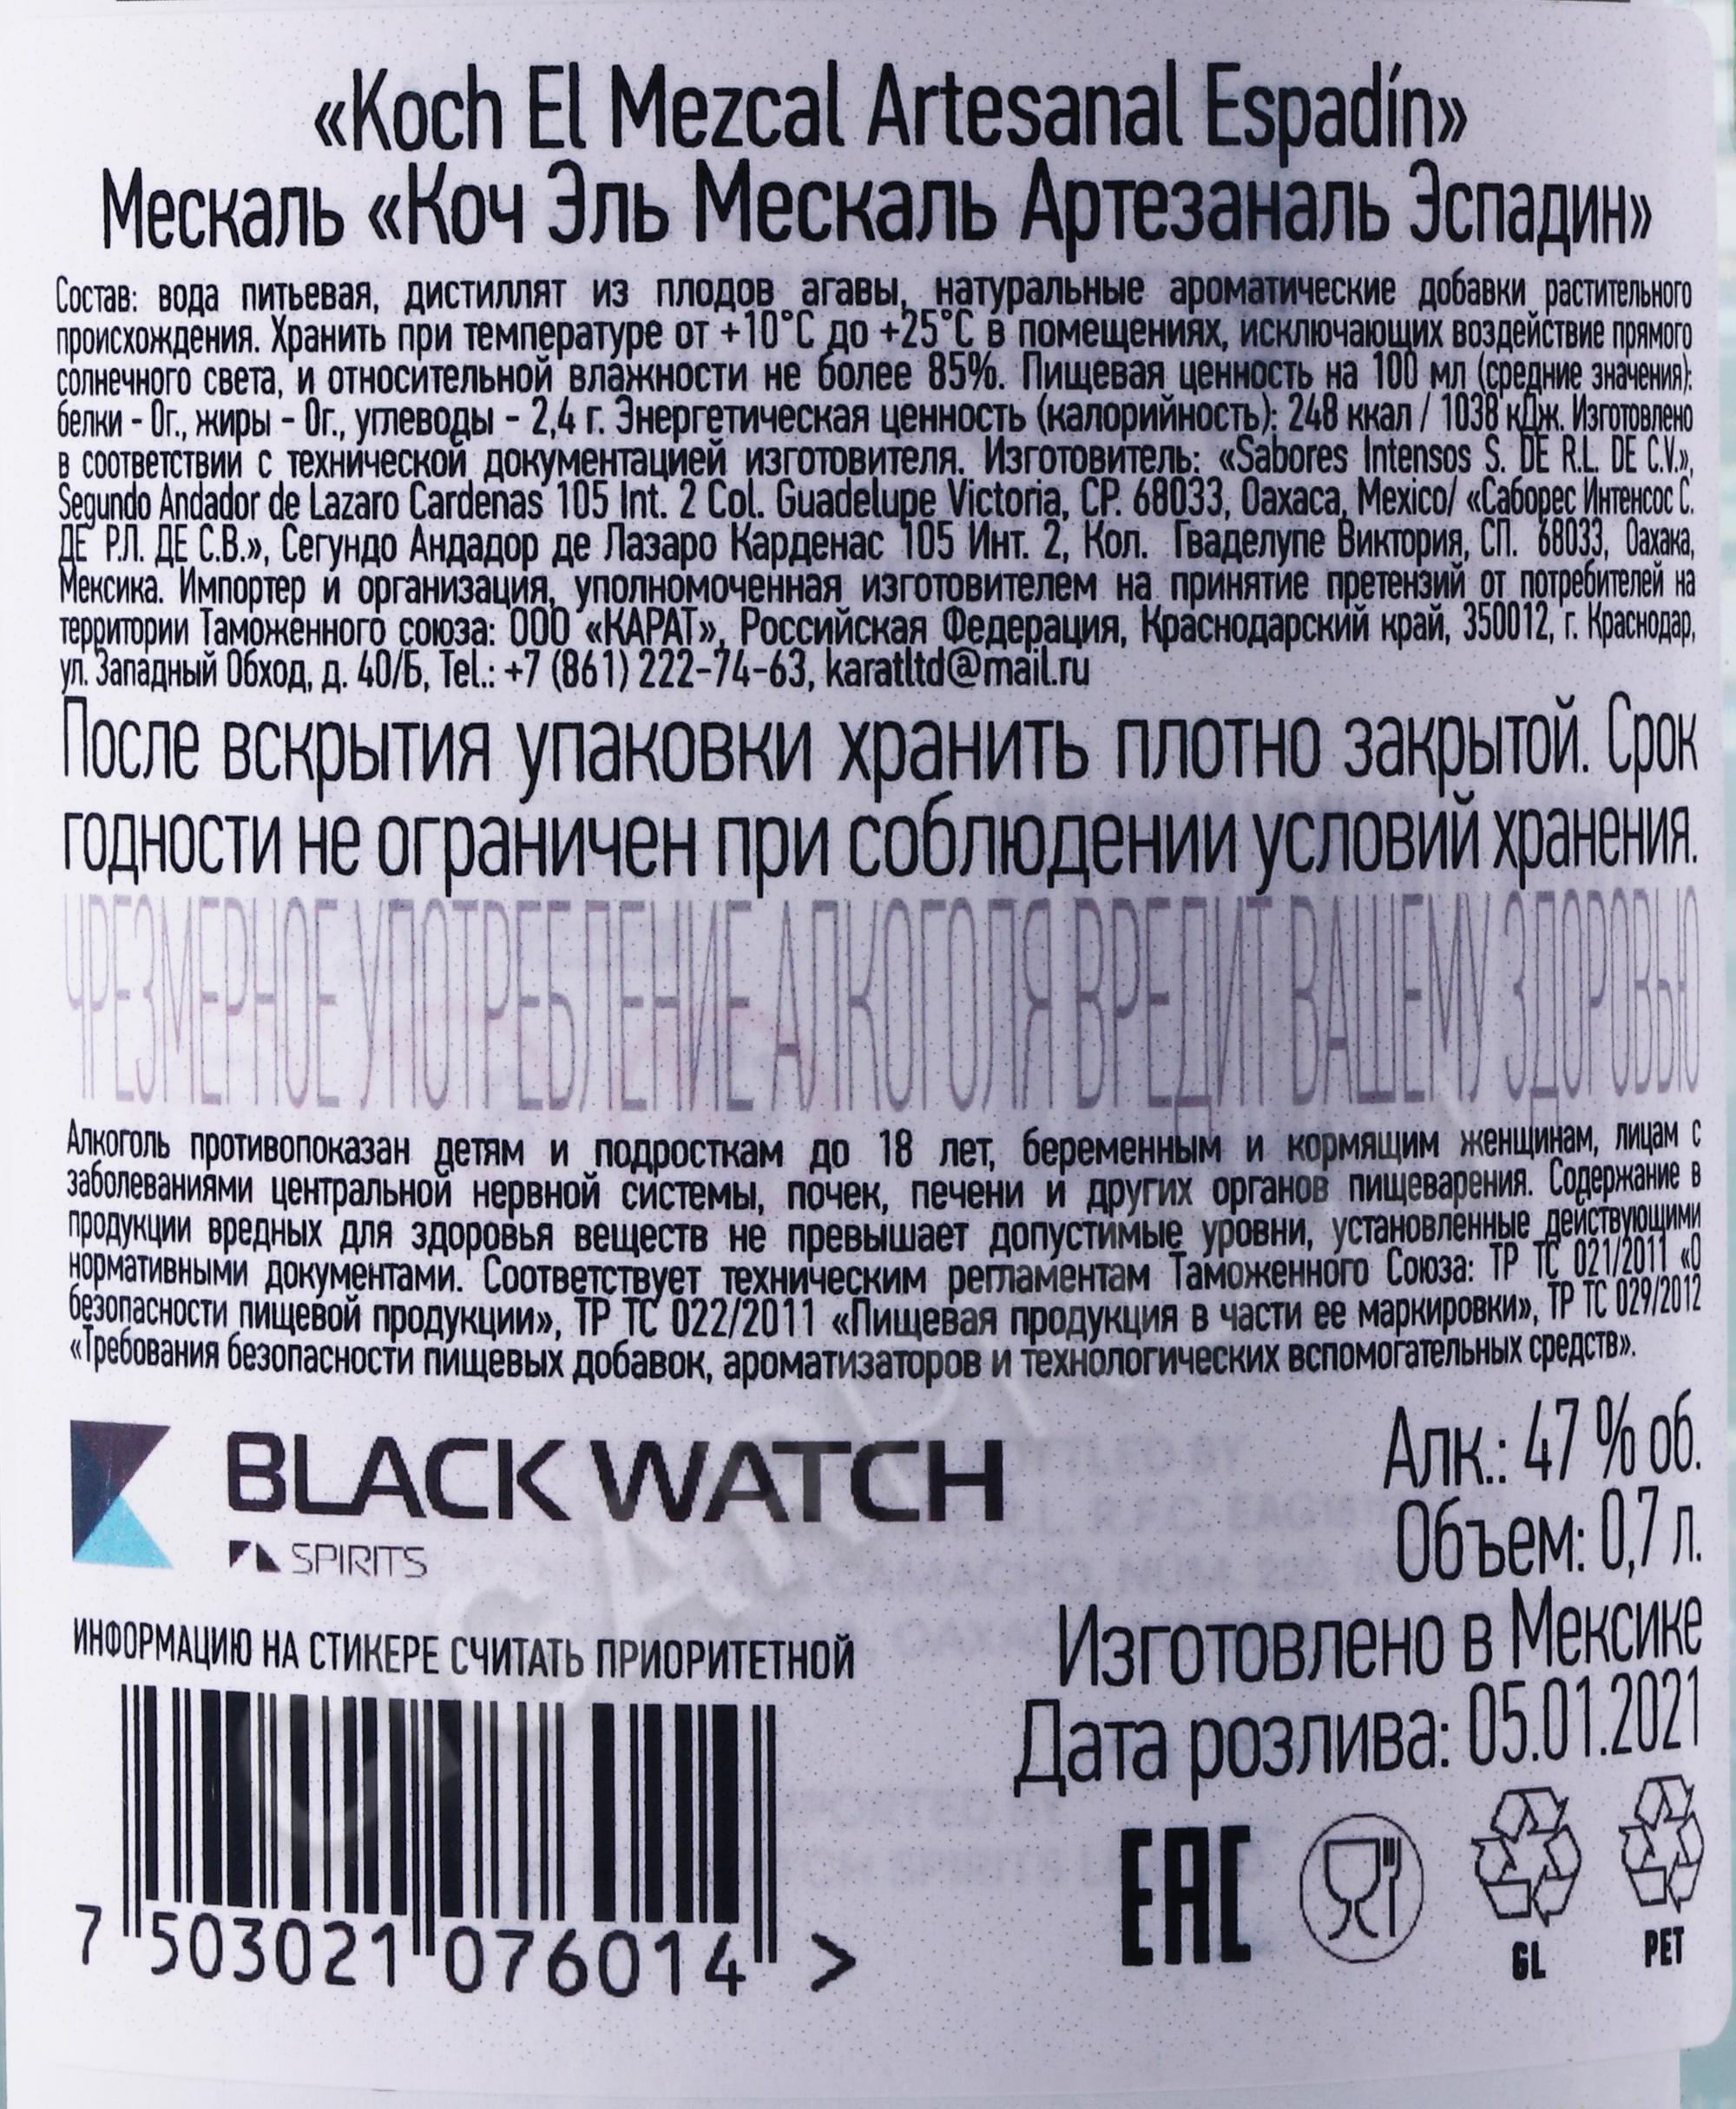 «Koch El Mezcal Artesanal Espadín»
Мескаль «Коч Эль Мескаль Артезаналь Эспадин»
Состав: вода питьевая, дистиллят из плодов агавы, натуральные ароматические добавки растительного
происхождения. Хранить при температуре от +10°C до +25°C в помещениях, исключающих воздействие прямого
солнечного света, и относительной влажности не более 85%. Пищевая ценность на 100 мл (средние значения):
белки - 0г., жиры - 0г., углеводы - 2,4 г. Энергетическая ценность (калорийность): 248 ккал / 1038 кДж. Изготовлено
в соответствии с технической документацией изготовителя. Изготовитель: «Sabores Intensos S. DE R.L. DE C.V.»,
Segundo Andador de Lazaro Cardenas 105 Int. 2 Col. Guadelupe Victoria, CP. 68033, Oaxaca, Mexico/ «Саборес Интенсос С.
ДЕ Р.Л. ДЕ С.В.», Сегундо Андадор де Лазаро Карденас 105 Инт. 2, Кол. Гваделупе Виктория, СП. 68033, Оахака,
Мексика. Импортер и организация, уполномоченная изготовителем на принятие претензий от потребителей на
территории Таможенного союза: ООО «КАРАТ», Российская Федерация, Краснодарский край, 350012, г. Краснодар,
ул. Западный Обход, д. 40/Б, Tel.: +7 (861) 222-74-63, karatltd@mail.ru
После вскрытия упаковки хранить плотно закрытой. Срок
годности не ограничен при соблюдении условий хранения.
ЧРЕЗМЕРНОЕ УПОТРЕБЛЕНИЕ АЛКОГОЛЯ ВРЕДИТ ВАШЕМУ ЗДОРОВЬЮ
Алкоголь противопоказан детям и подросткам до 18 лет, беременным и кормящим женщинам, лицам с
заболеваниями центральной нервной системы, почек, печени и других органов пищеварения. Содержание в
продукции вредных для здоровья веществ не превышает допустимые уровни, установленные действующими
нормативными документами. Соответствует техническим регламентам Таможенного Союза: ТР ТС 021/2011 «О
безопасности пищевой продукции», ТР ТС 022/2011 «Пищевая продукция в части ее маркировки», ТР ТС 029/2012
«Требования безопасности пищевых добавок, ароматизаторов и технологических вспомогательных средств».
BLACK WATCH
SPIRITS
Алк.: 47 % об.
Объем: 0,7 л.
Изготовлено в Мексике
Дата розлива: 05.01.2021
ИНФОРМАЦИЮ НА СТИКЕРЕ СЧИТАТЬ ПРИОРИТЕТНОЙ
7 503021 076014 >
EAC
GL
PET